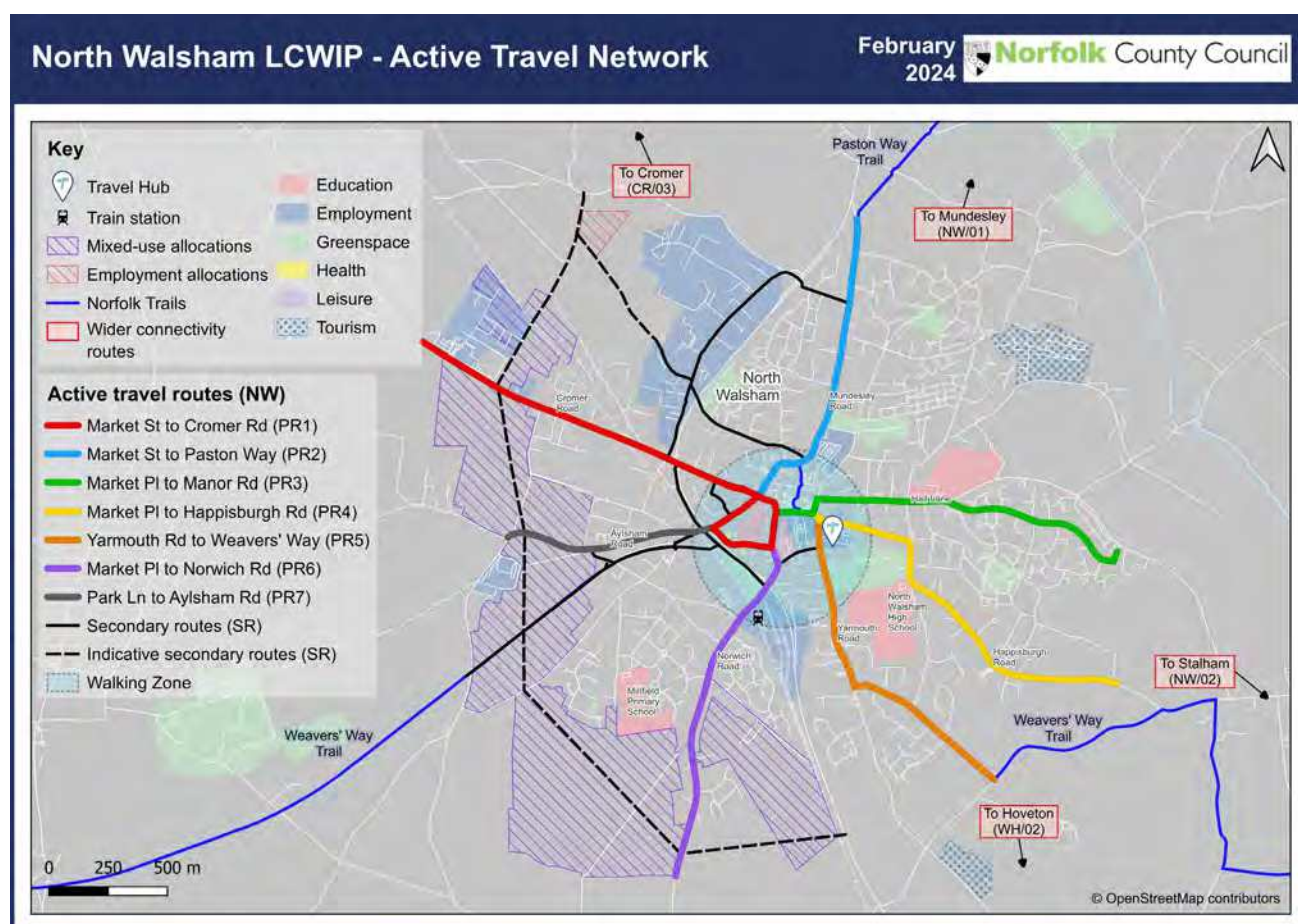 North Walsham LCWIP - Active Travel Network
February
2024
Norfolk County Council
Key
Travel Hub
Train station
Mixed-use allocations
Employment allocations
Norfolk Trails
Wider connectivity
routes
Education
Employment
Greenspace
Health
Leisure
Tourism
Active travel routes (NW)
Market St to Cromer Rd (PR1)
Market St to Paston Way (PR2)
Market Pl to Manor Rd (PR3)
Market Pl to Happisburgh Rd (PR4)
Yarmouth Rd to Weavers' Way (PR5)
Market Pl to Norwich Rd (PR6)
Park Ln to Aylsham Rd (PR7)
Secondary routes (SR)
Indicative secondary routes (SR)
Walking Zone
To Cromer
(CR/03)
Paston Way
Trail
To Mundesley
(NW/01)
North
Walsham
Cromer
Road
Mundesley
Road
Aylsham
Road
North
Walsham
High
School
Yarmouth
Road
Norwich
Road
Happisburgh
Road
Millfield
Primary
School
To Stalham
(NW/02)
Weavers' Way
Trail
Weavers' Way
Trail
To Hoveton
(WH/02)
0 250 500 m
© OpenStreetMap contributors